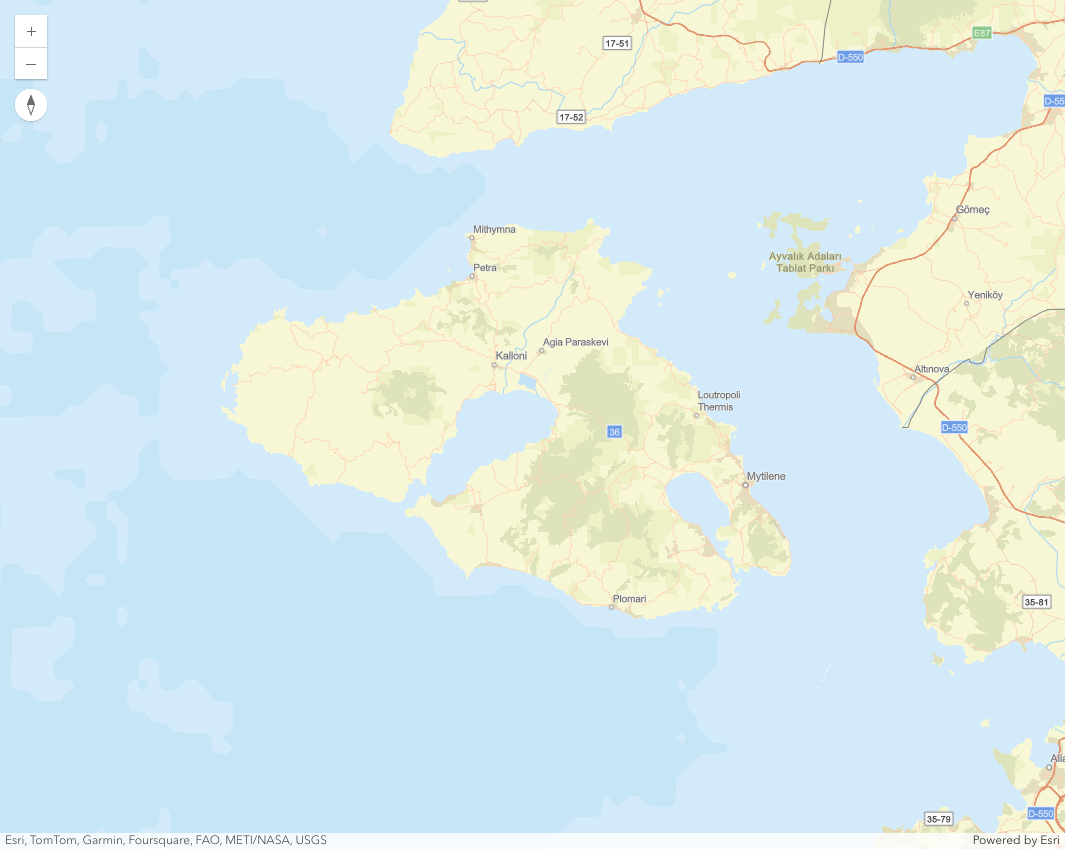 +
17-51
E87
D-550
−
D-55
17-52
Gömeç
Mithymna
Ayvalık Adaları
Tabiat Parkı
Petra
Yeniköy
Agia Paraskevi
Kalloni
Altınova
Loutropoli
Thermis
D-550
36
Mytilene
Plomari
35-81
Alia
D-550
35-79
Esri, TomTom, Garmin, Foursquare, FAO, METI/NASA, USGS
Powered by Esri